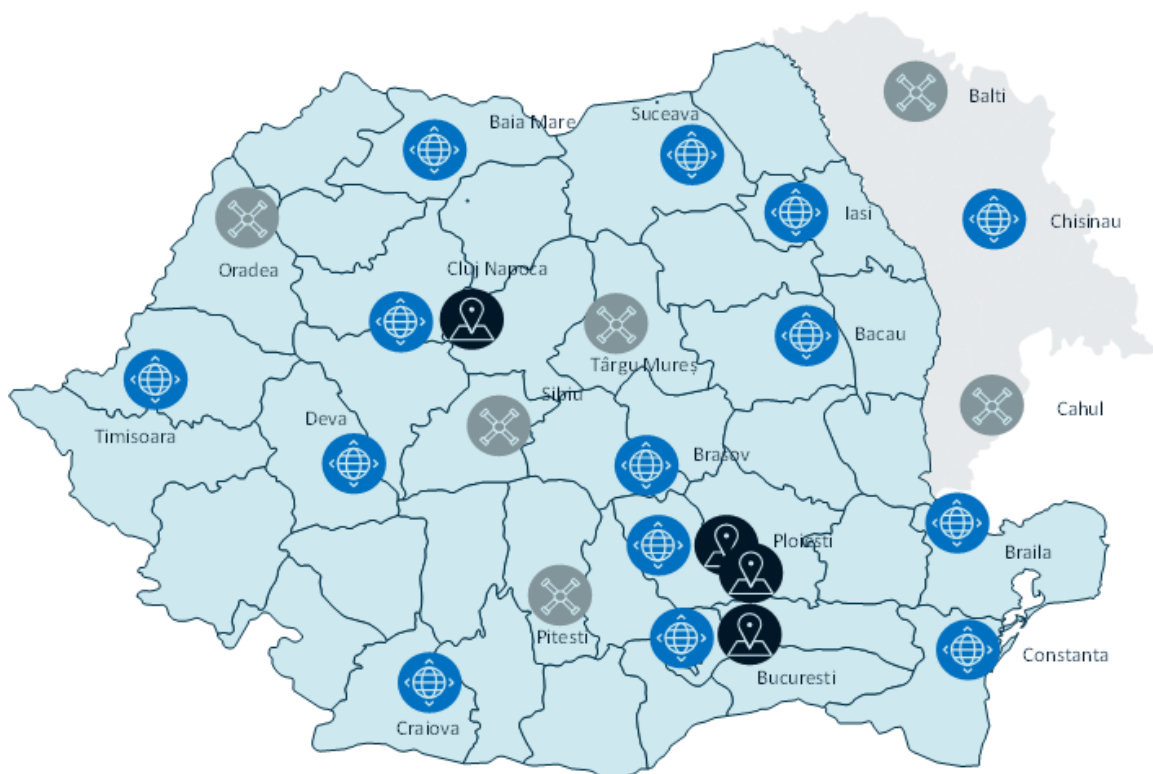 Balti
Suceava
Baia Mare
Iasi
Chisinau
Oradea
Cluj Napoca
Bacau
Târgu Mureș
Sibiu
Cahul
Deva
Timisoara
Brasov
Ploiesti
Braila
Pitesti
Constanta
Bucuresti
Craiova